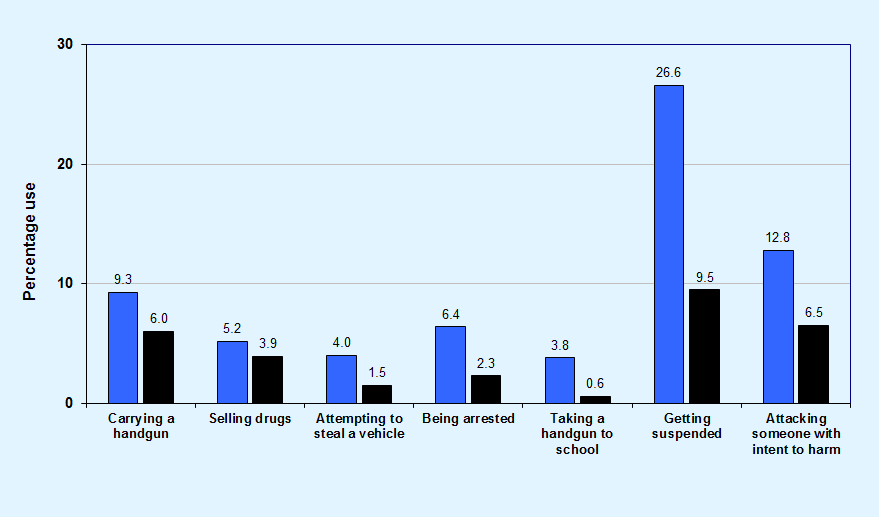 Percentage use
30
20
10
0
9.3
6.0
5.2
3.9
4.0
1.5
6.4
2.3
3.8
0.6
26.6
9.5
12.8
6.5
Carrying a
handgun
Selling drugs
Attempting to
steal a vehicle
Being arrested
Taking a
handgun to
school
Getting
suspended
Attacking
someone with
intent to harm